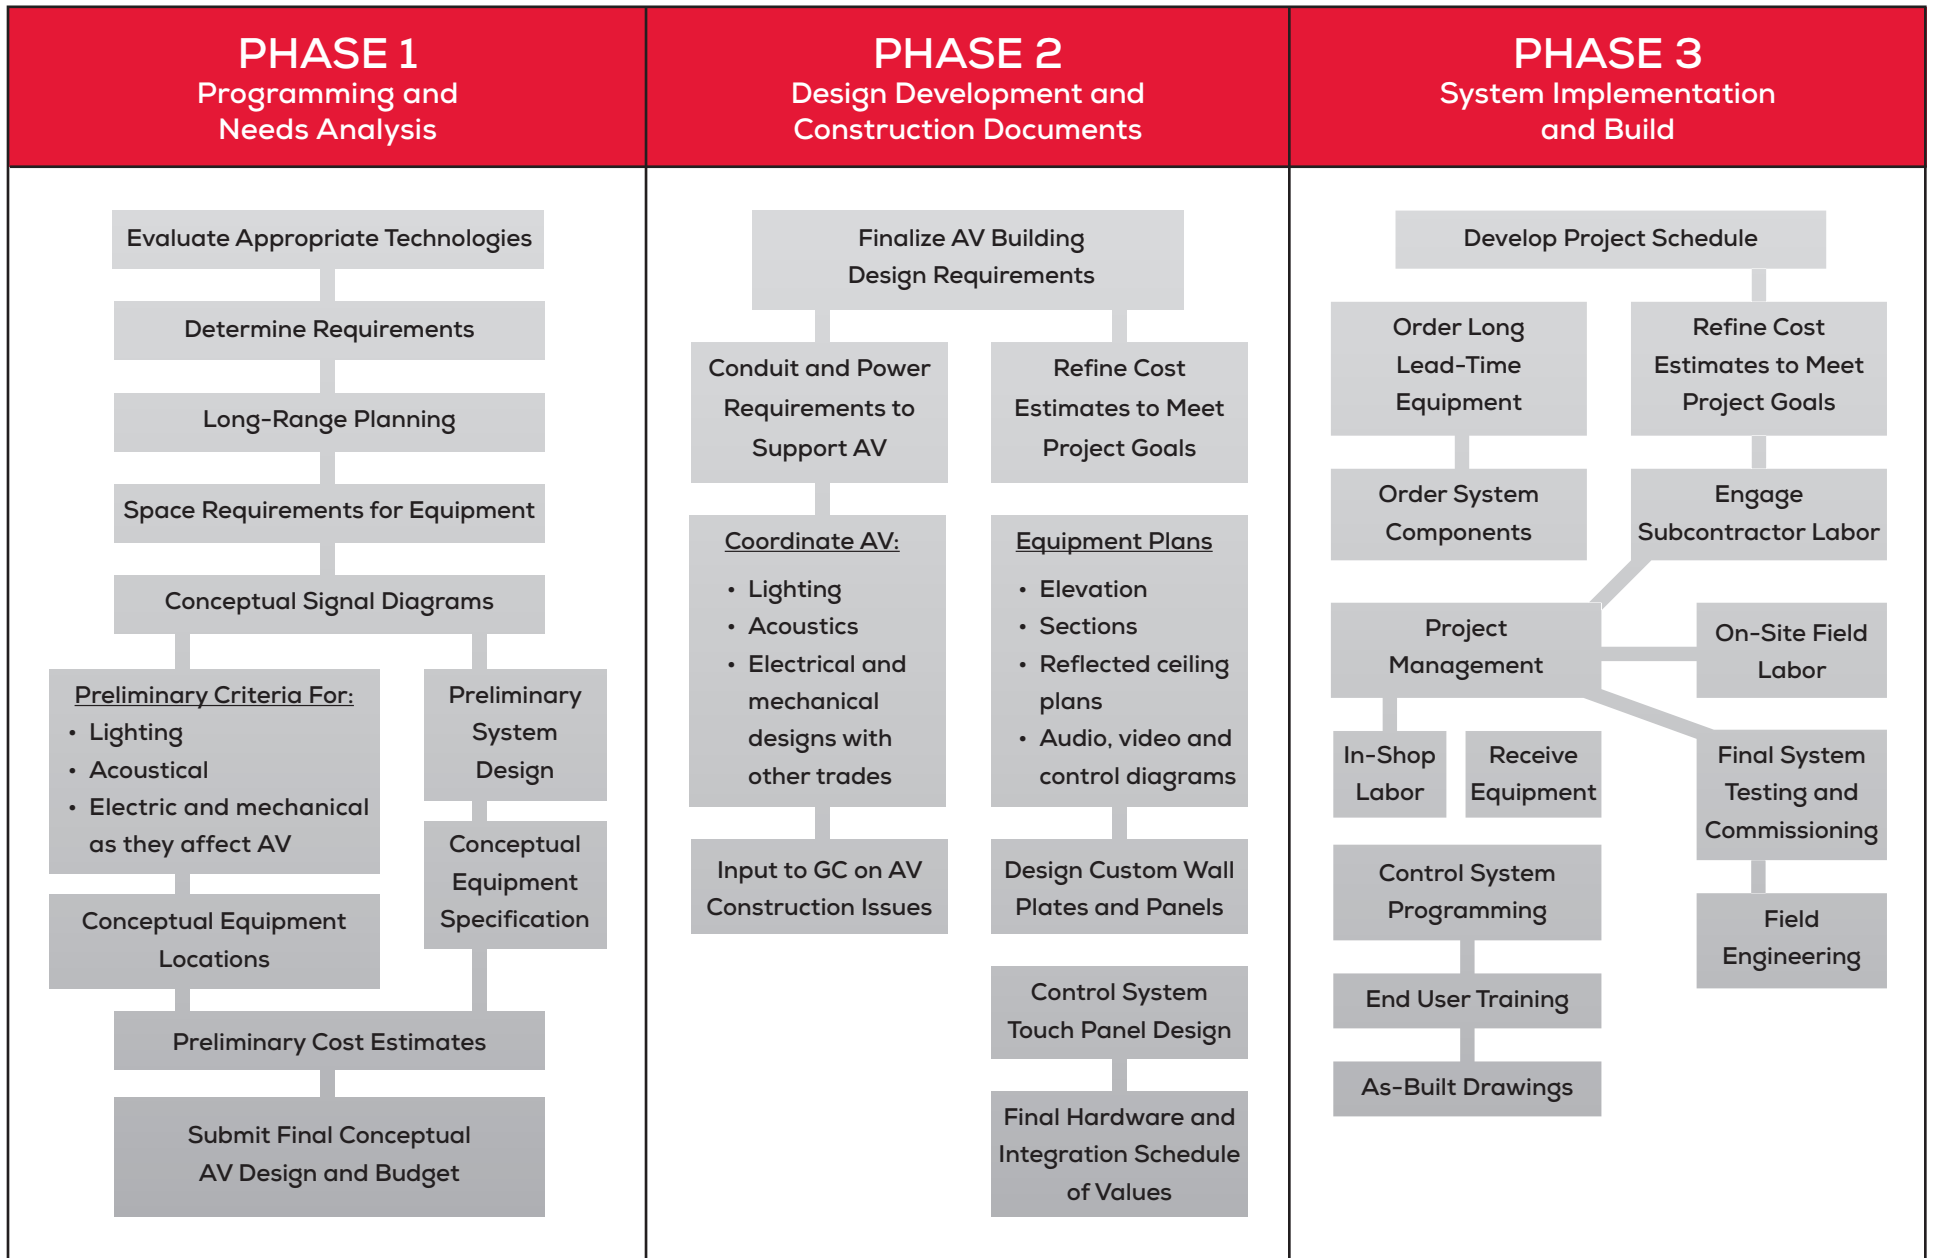 PHASE 1
Programming and
Needs Analysis
PHASE 2
Design Development and
Construction Documents
PHASE 3
System Implementation
and Build
Evaluate Appropriate Technologies
Determine Requirements
Long-Range Planning
Space Requirements for Equipment
Conceptual Signal Diagrams
Preliminary Criteria For:
• Lighting
• Acoustical
• Electric and mechanical
as they affect AV
Conceptual Equipment
Locations
Preliminary
System
Design
Conceptual
Equipment
Specification
Preliminary Cost Estimates
Submit Final Conceptual
AV Design and Budget
Finalize AV Building
Design Requirements
Conduit and Power
Requirements to
Support AV
Coordinate AV:
• Lighting
• Acoustics
• Electrical and
mechanical
designs with
other trades
Input to GC on AV
Construction Issues
Refine Cost
Estimates to Meet
Project Goals
Equipment Plans
• Elevation
• Sections
• Reflected ceiling
plans
• Audio, video and
control diagrams
Design Custom Wall
Plates and Panels
Control System
Touch Panel Design
Final Hardware and
Integration Schedule
of Values
Develop Project Schedule
Order Long
Lead-Time
Equipment
Refine Cost
Estimates to Meet
Project Goals
Order System
Components
Engage
Subcontractor Labor
Project
Management
On-Site Field
Labor
In-Shop
Labor
Receive
Equipment
Final System
Testing and
Commissioning
Control System
Programming
Field
Engineering
End User Training
As-Built Drawings